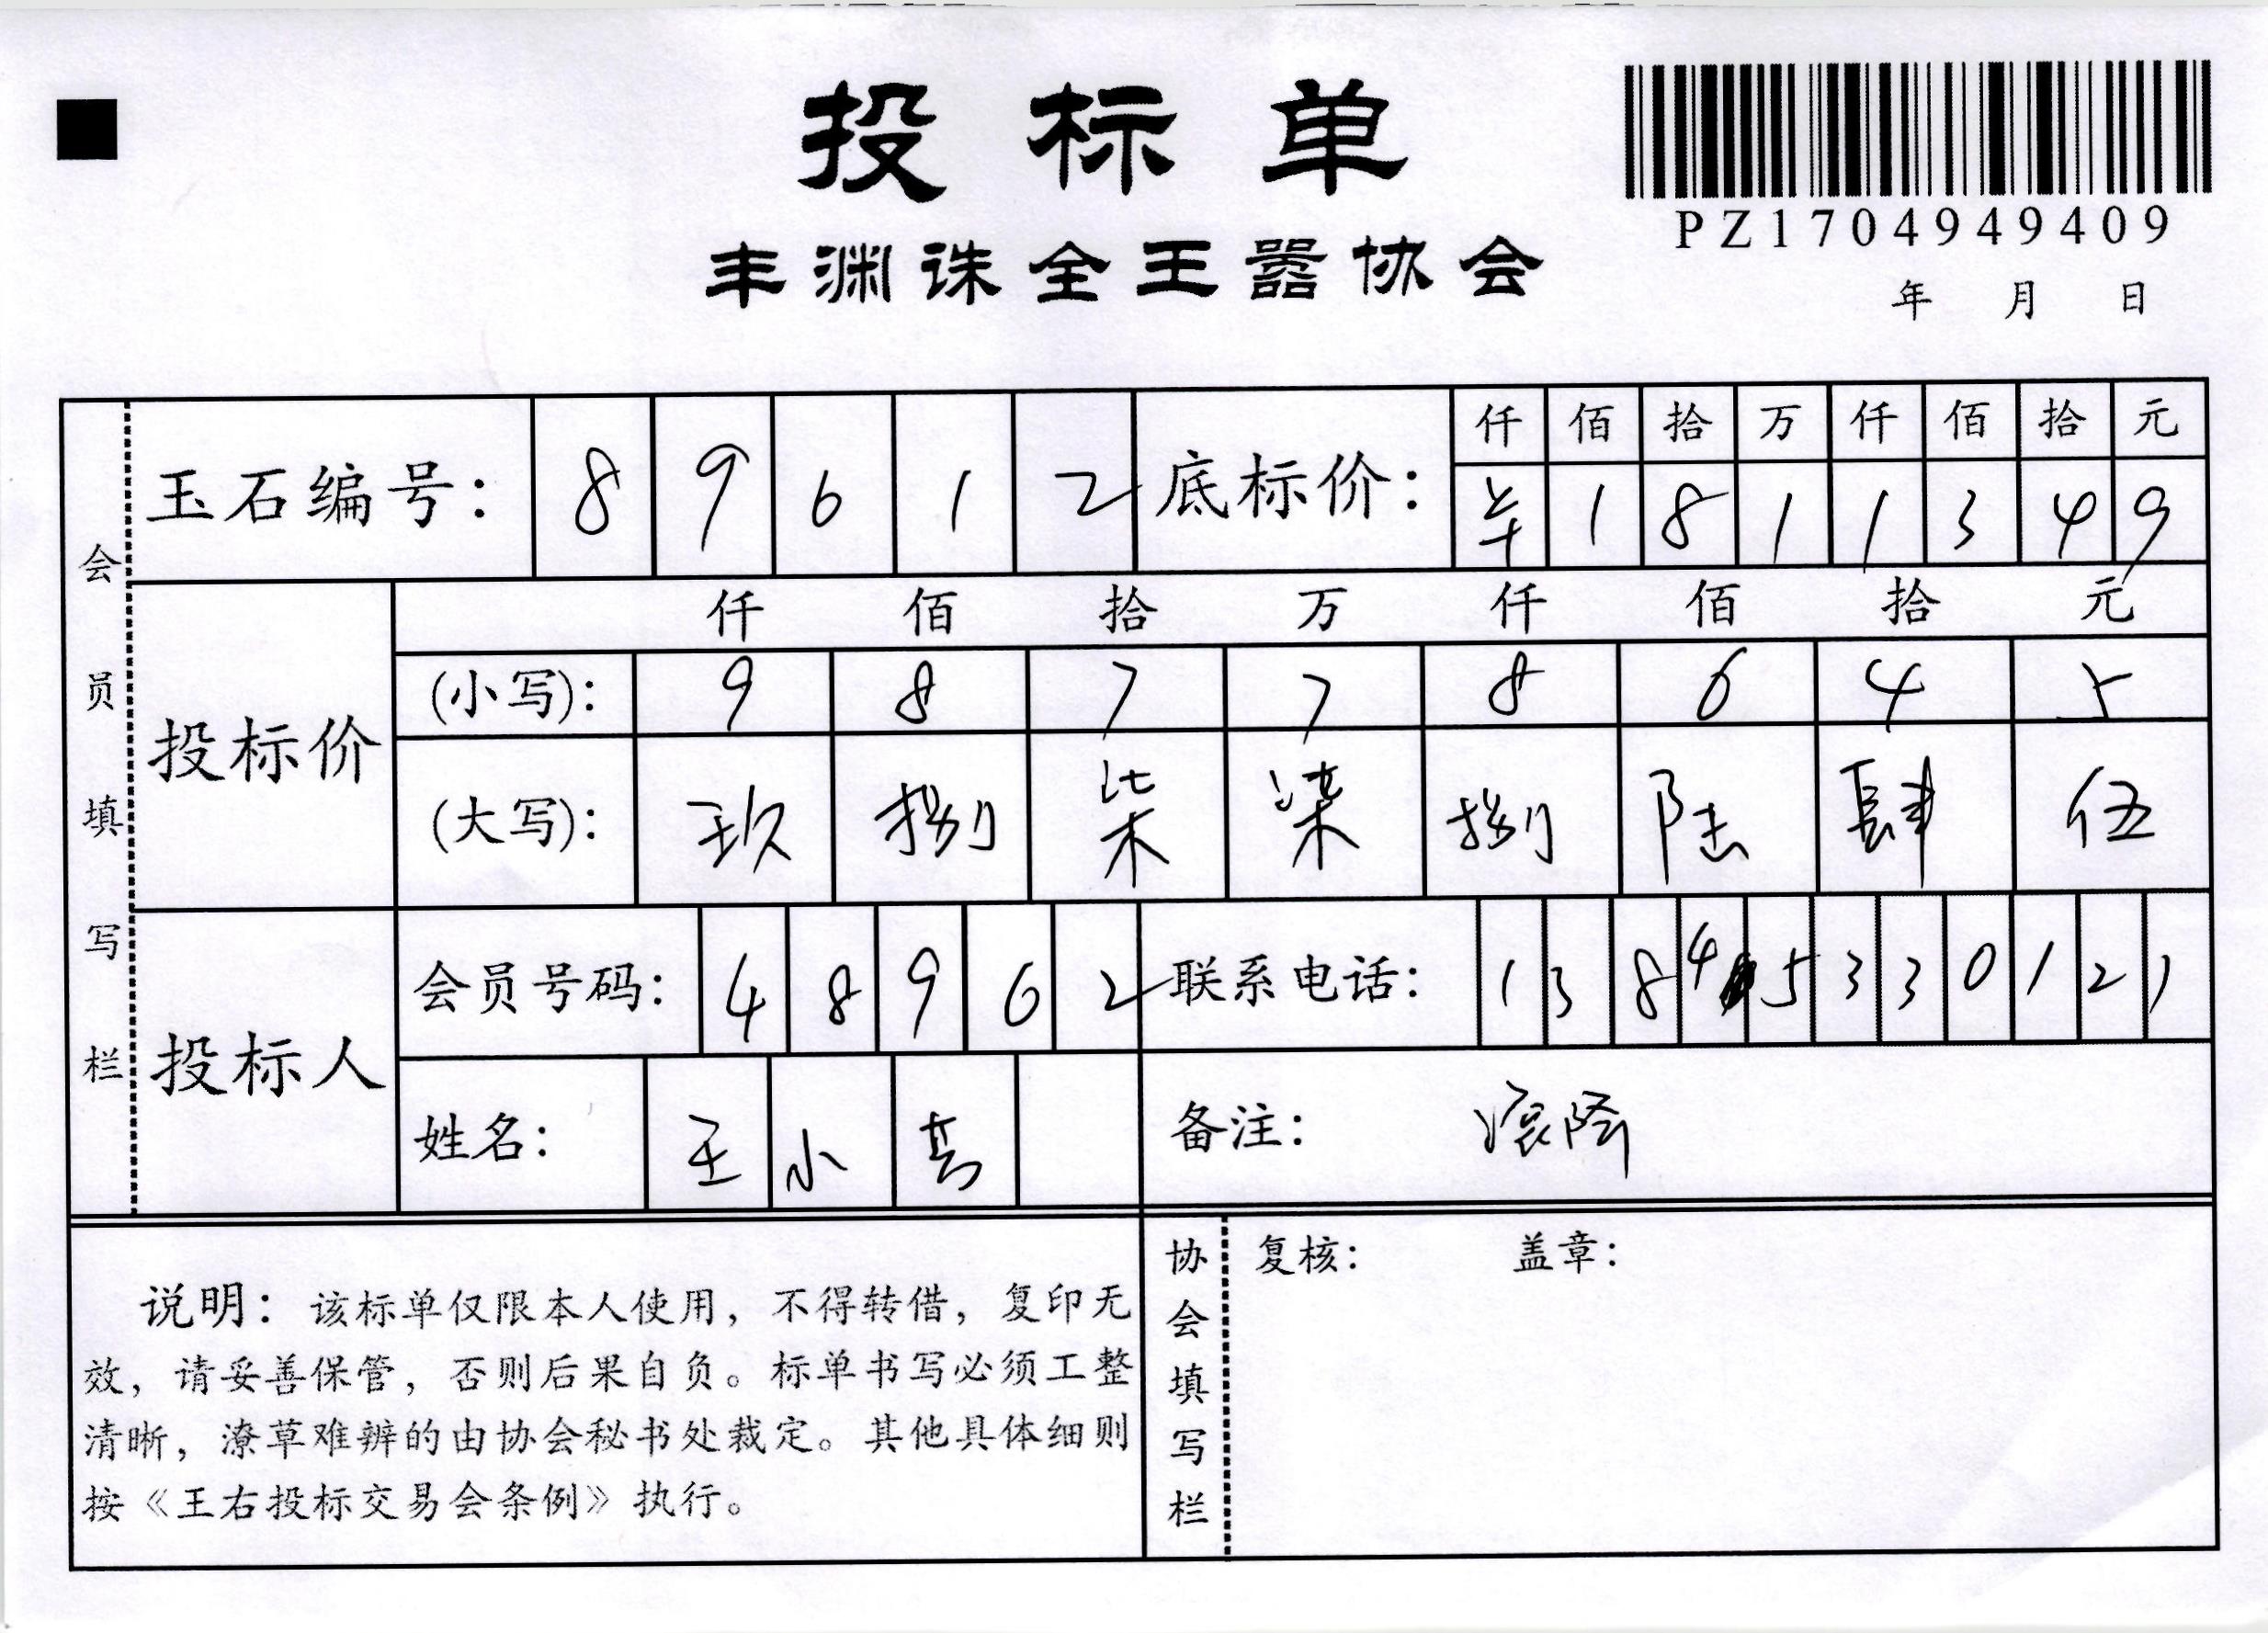 投标单
PZ1704949409
丰渊诛全王嚣协会
年 月 日
会员填写栏
玉石编号: 8 9 6 1 2
底标价: 仟 佰 拾 万 仟 佰 拾 元
1 8 1 1 3 4 9
投标价 仟 佰 拾 万 仟 佰 拾 元
(小写): 9 8 7 7 8 6 4 5
(大写): 玖 捌 柒 柒 捌 陆 肆 伍
投标人
会员号码: 4 8 9 6 2
联系电话: 1 3 8 4 5 3 3 0 1 2 1
姓名: 王 小
备注:
说明: 该标单仅限本人使用, 不得转借, 复印无
效, 请妥善保管, 否则后果自负。标单书写必须工整
清晰, 潦草难辨的由协会秘书处裁定。其他具体细则
按《王右投标交易会条例》执行。
协会填写栏
复核: 盖章: